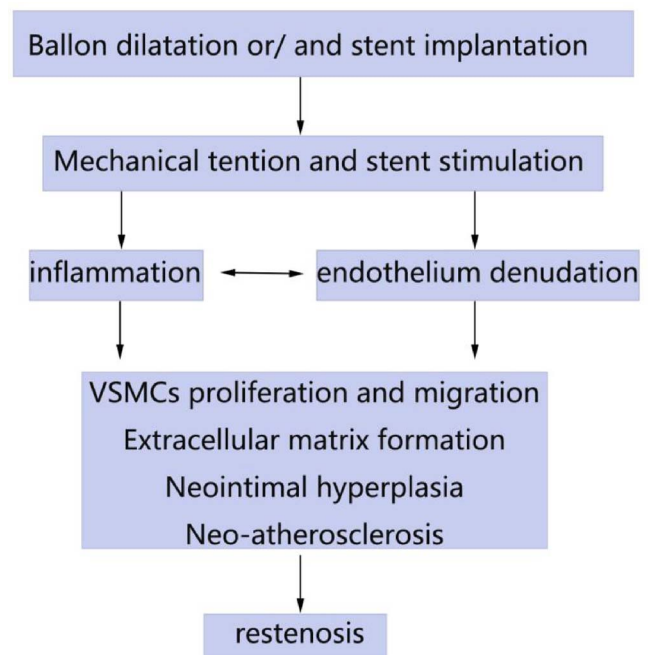 Ballon dilatation or/ and stent implantation
Mechanical tention and stent stimulation
inflammation
endothelium denudation
VSMCs proliferation and migration
Extracellular matrix formation
Neointimal hyperplasia
Neo-atherosclerosis
restenosis